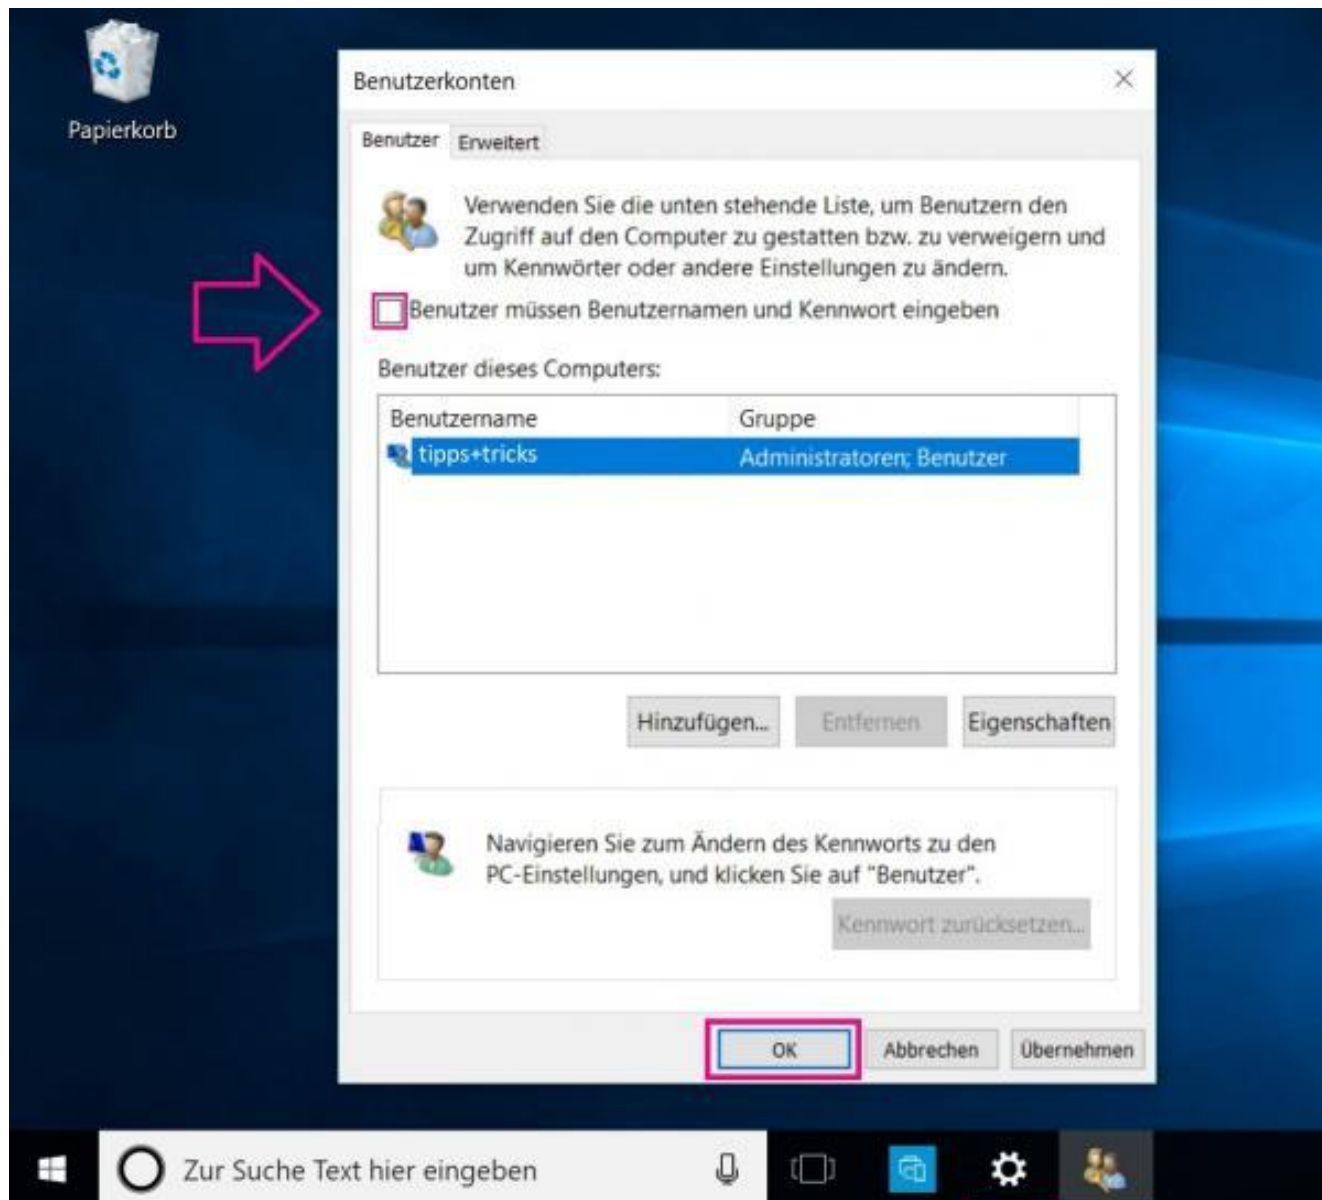 Papierkorb
Benutzerkonten
Benutzer Erweitert
Verwenden Sie die unten stehende Liste, um Benutzern den
Zugriff auf den Computer zu gestatten bzw. zu verweigern und
um Kennwörter oder andere Einstellungen zu ändern.
Benutzer müssen Benutzernamen und Kennwort eingeben
Benutzer dieses Computers:
Benutzername Gruppe
tipps+tricks Administratoren; Benutzer
Hinzufügen... Entfernen Eigenschaften
Navigieren Sie zum Ändern des Kennworts zu den
PC-Einstellungen, und klicken Sie auf "Benutzer".
Kennwort zurücksetzen...
OK Abbrechen Übernehmen
Zur Suche Text hier eingeben